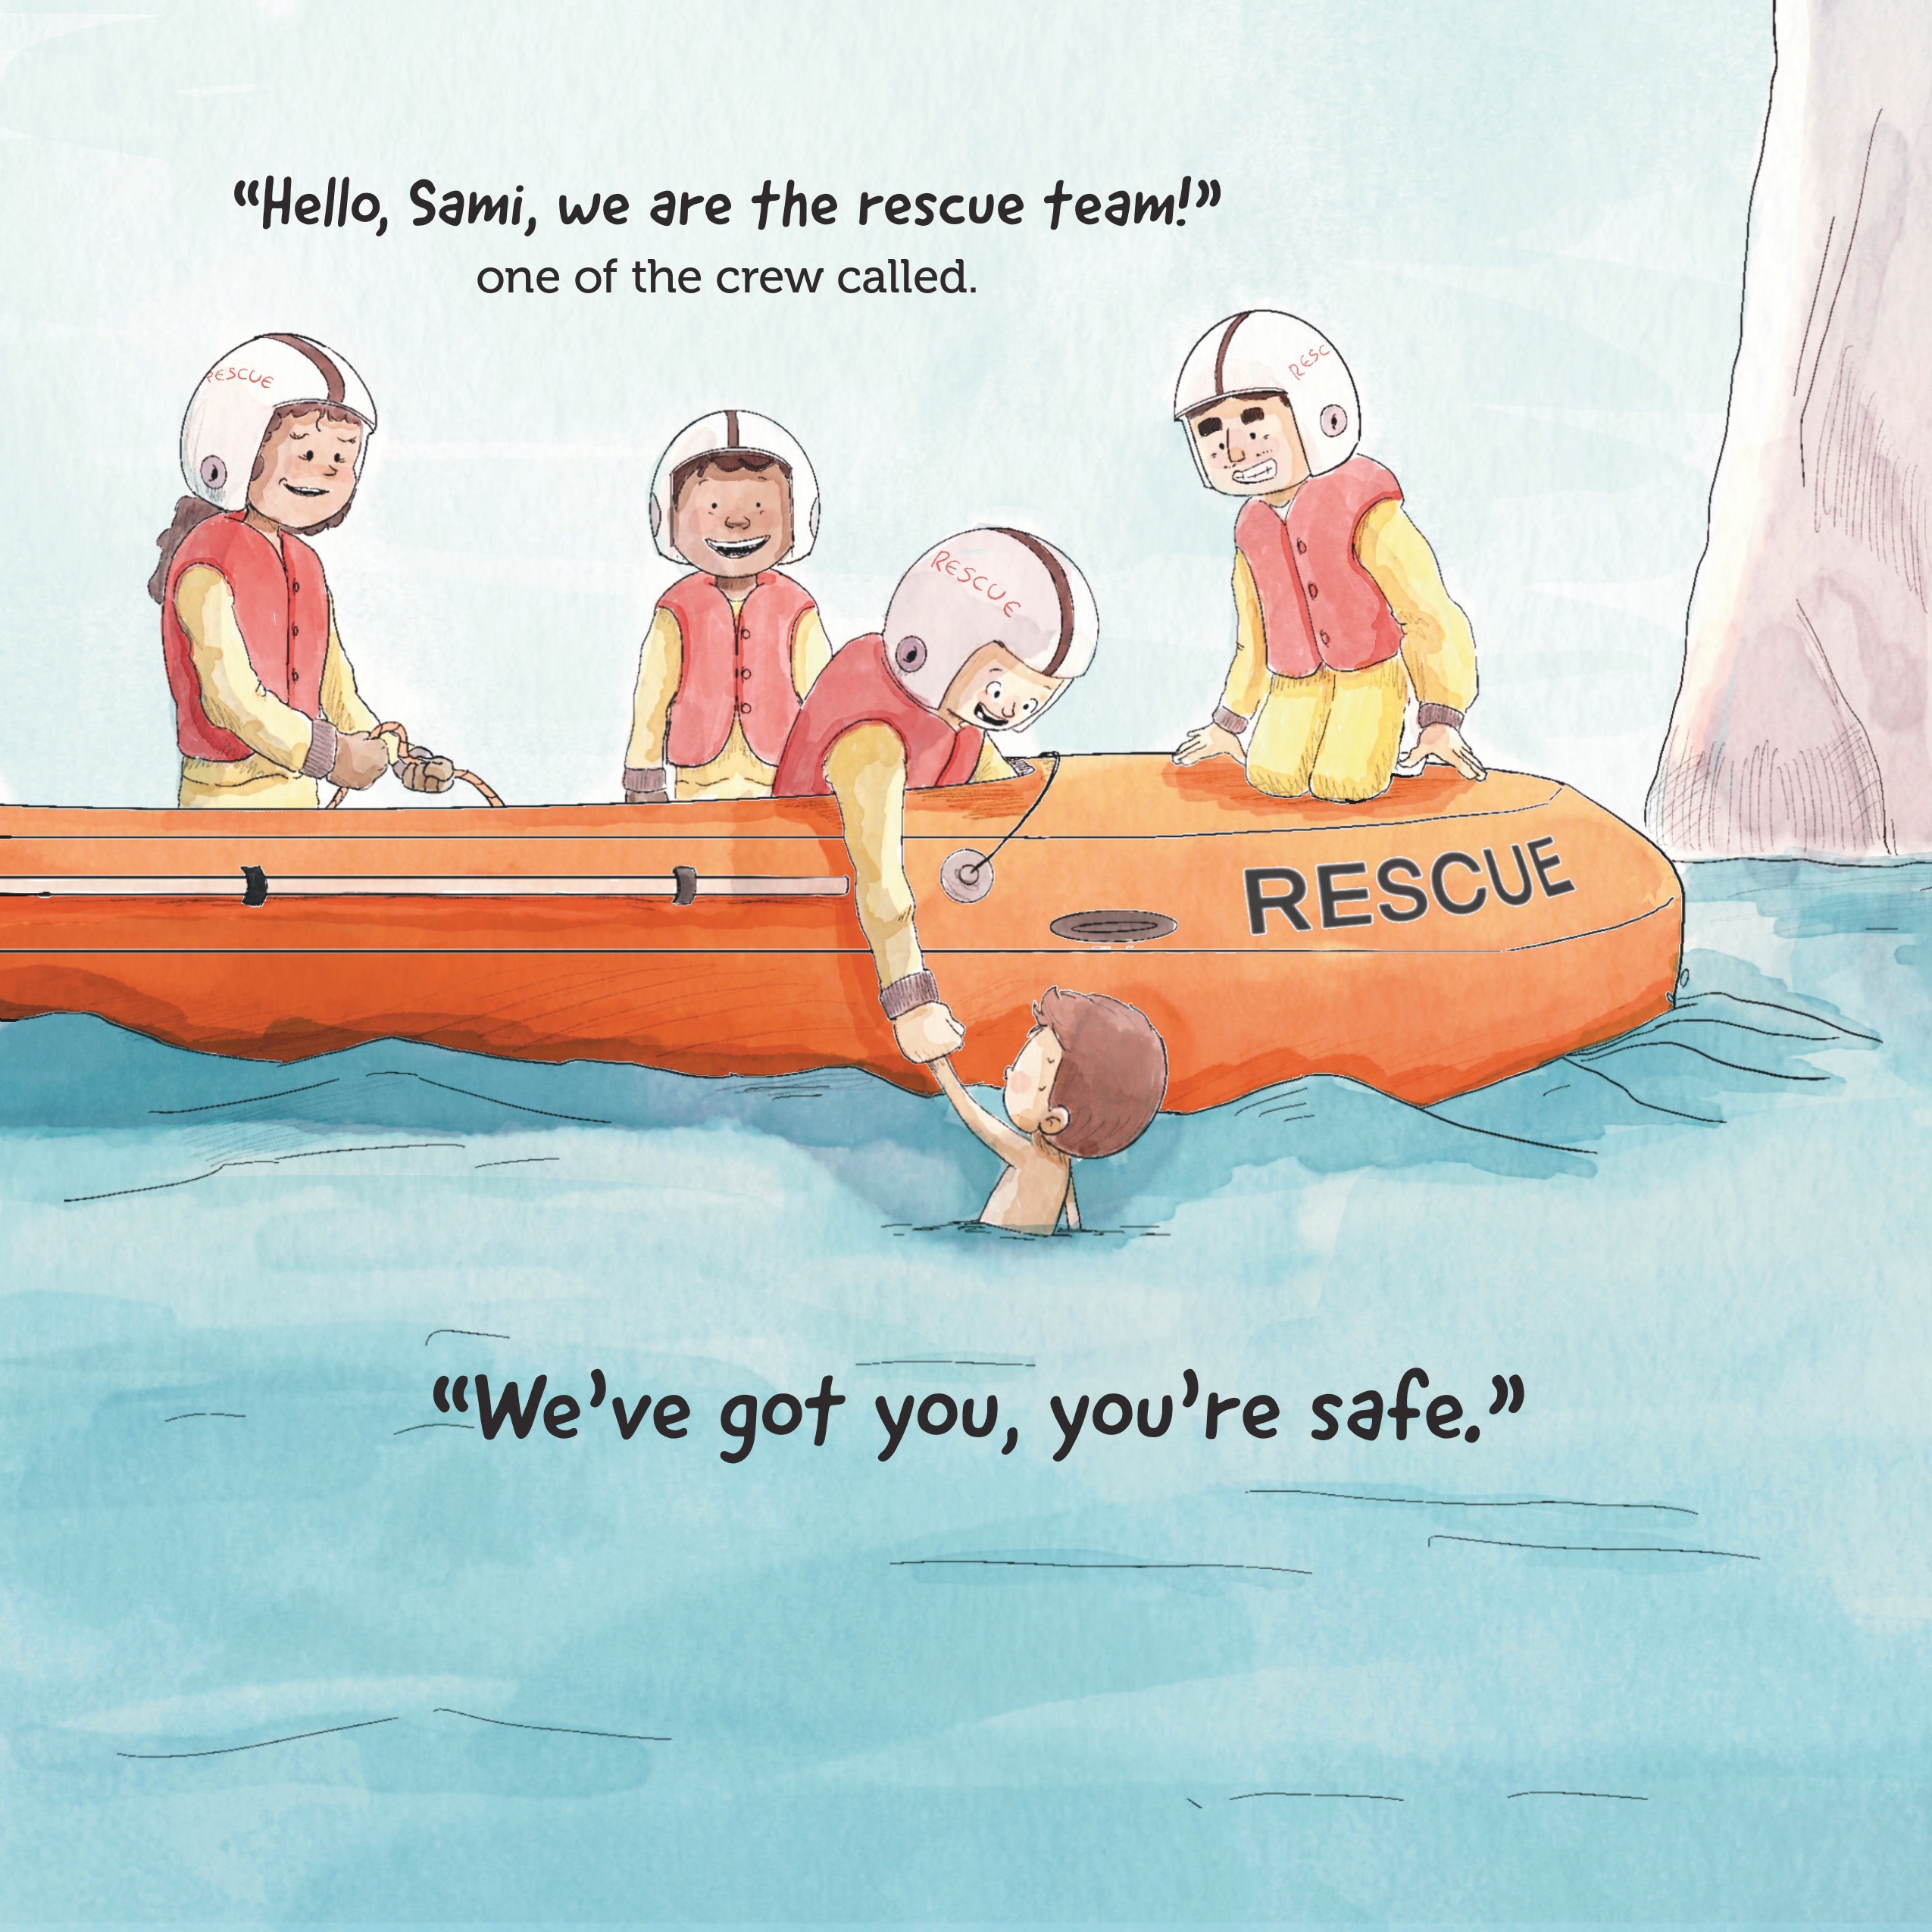 “Hello, Sami, we are the rescue team!”
one of the crew called.
RESCUE
RESC
RESCUE
RESCUE
“We’ve got you, you’re safe.”